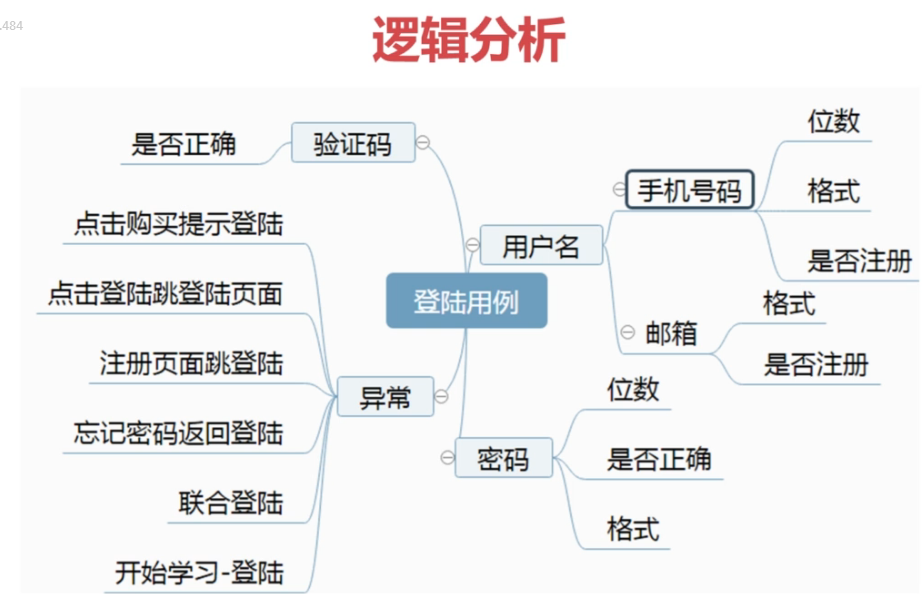 .484
逻辑分析
验证码
是否正确
用户名
手机号码
位数
格式
是否注册
邮箱
格式
是否注册
登陆用例
密码
位数
是否正确
格式
异常
点击购买提示登陆
点击登陆跳登陆页面
注册页面跳登陆
忘记密码返回登陆
联合登陆
开始学习-登陆